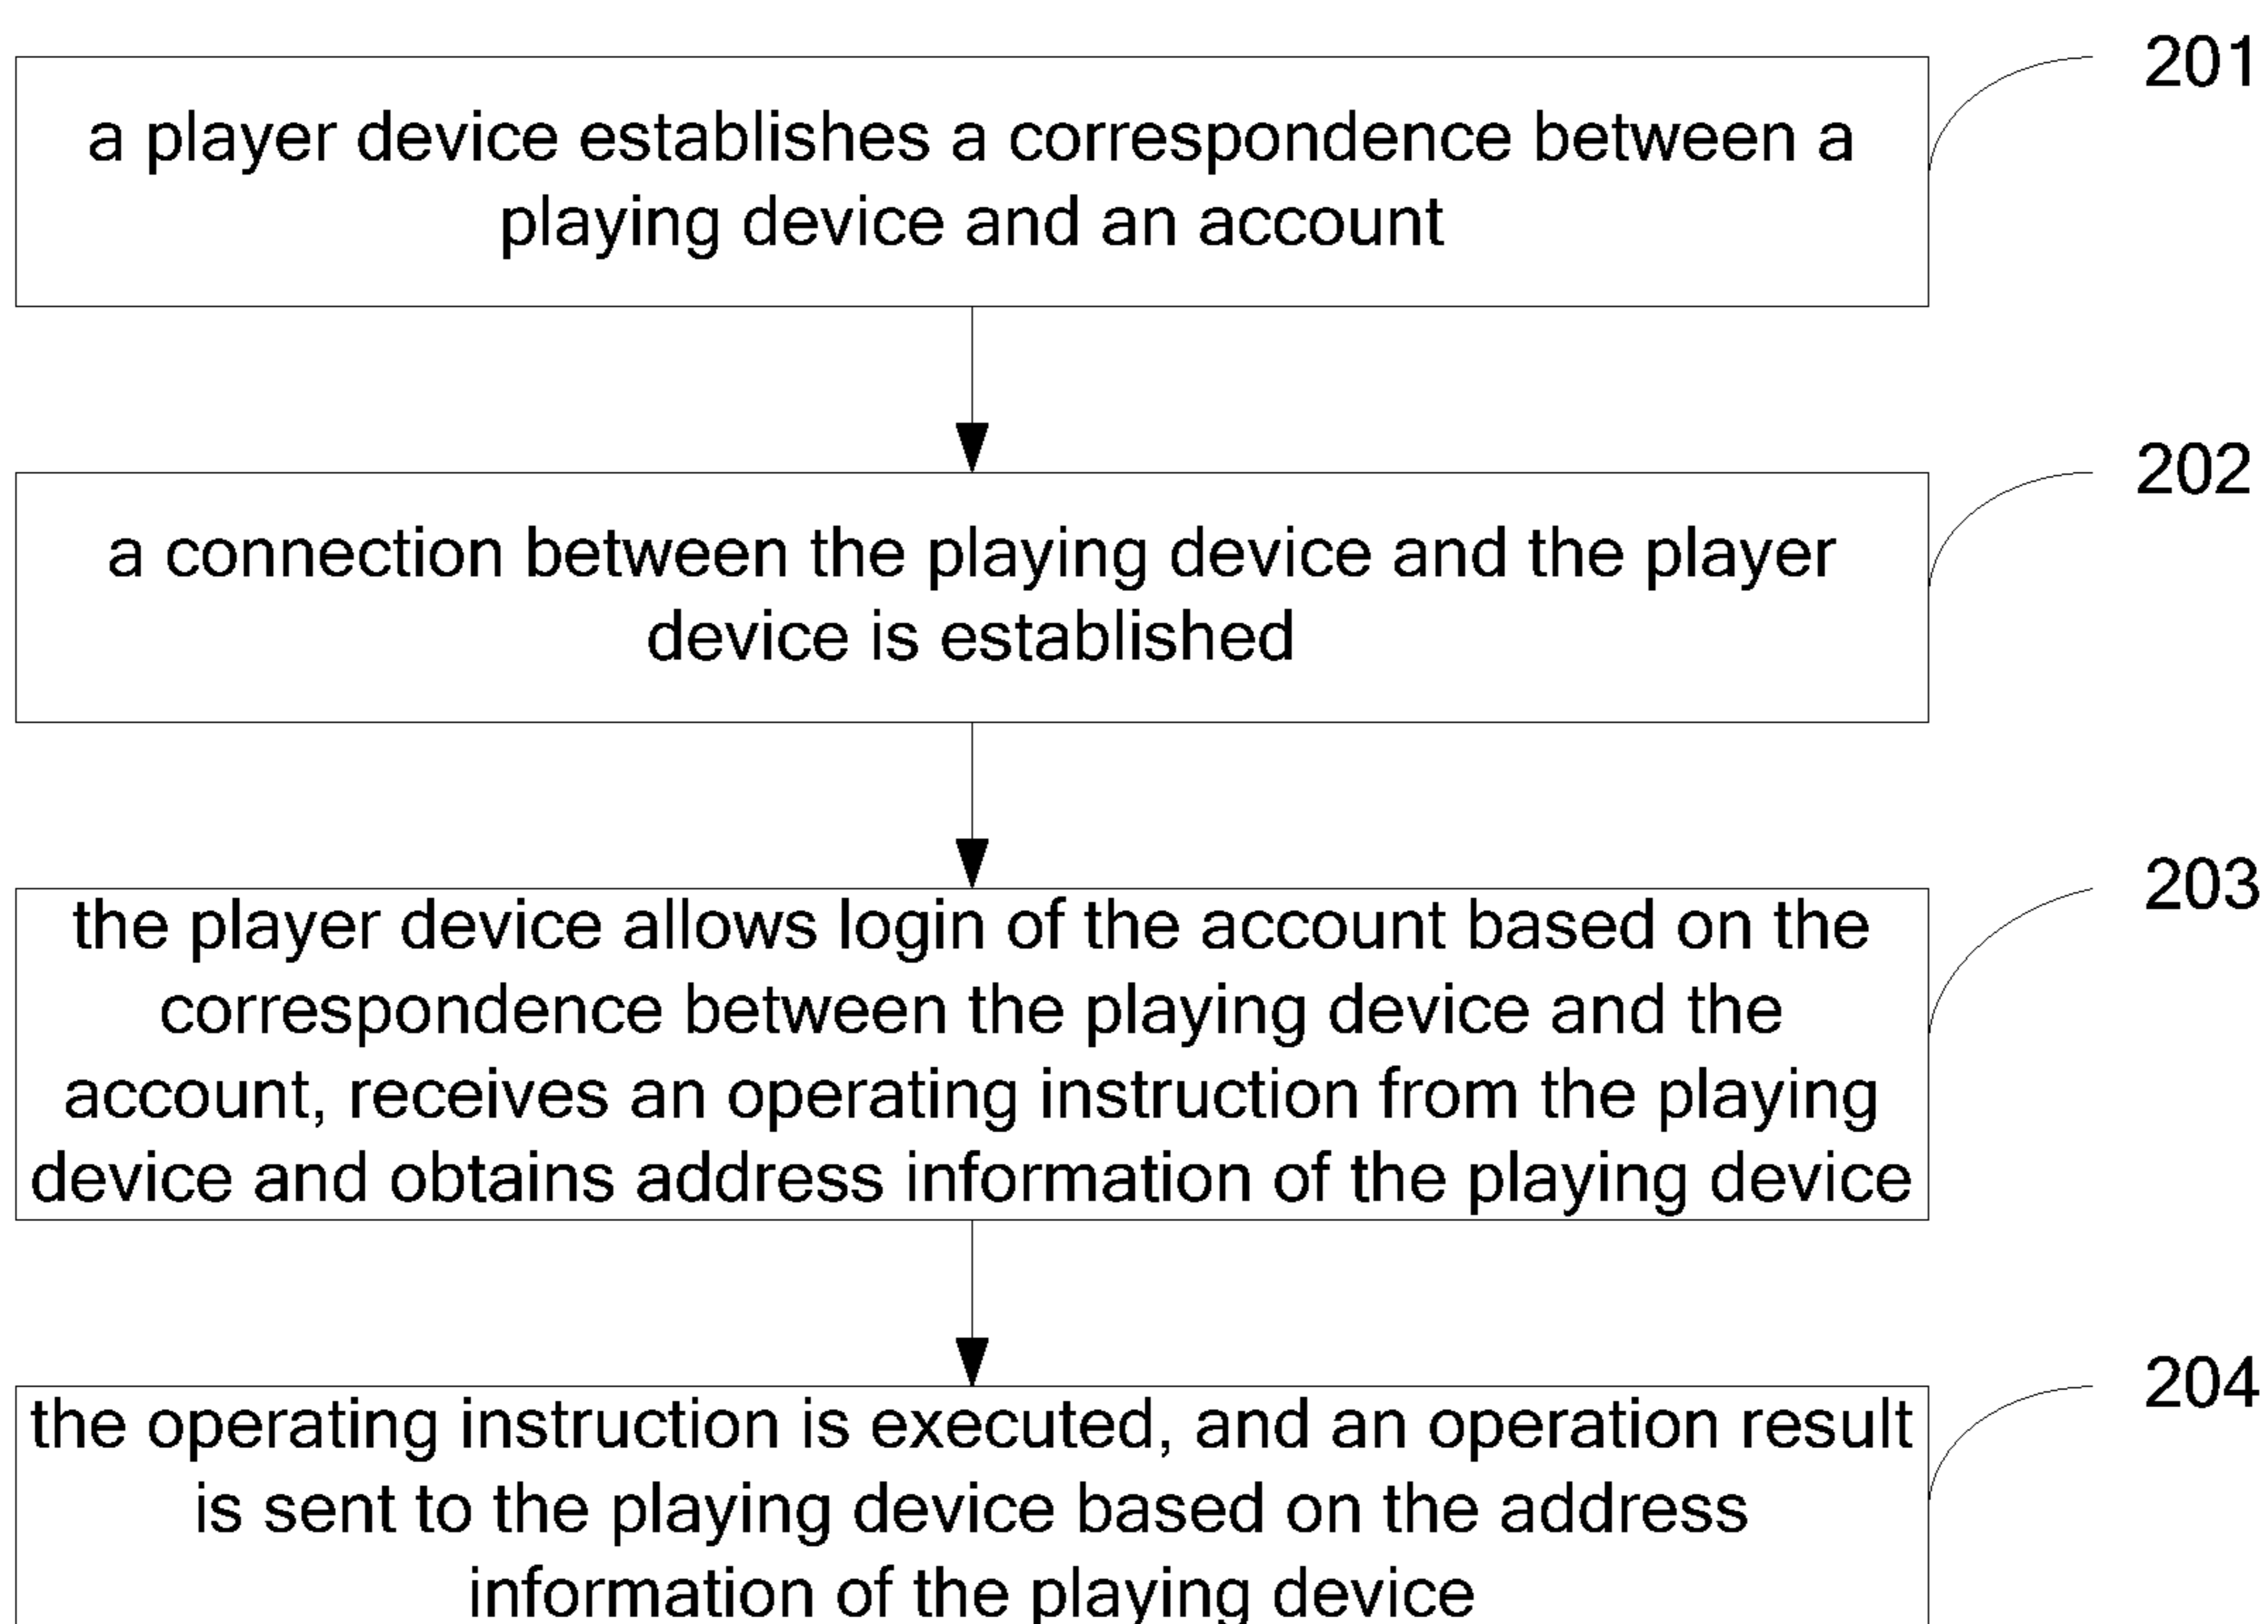 201
a player device establishes a correspondence between a
playing device and an account
202
a connection between the playing device and the player
device is established
203
the player device allows login of the account based on the
correspondence between the playing device and the
account, receives an operating instruction from the playing
device and obtains address information of the playing device
204
the operating instruction is executed, and an operation result
is sent to the playing device based on the address
information of the playing device